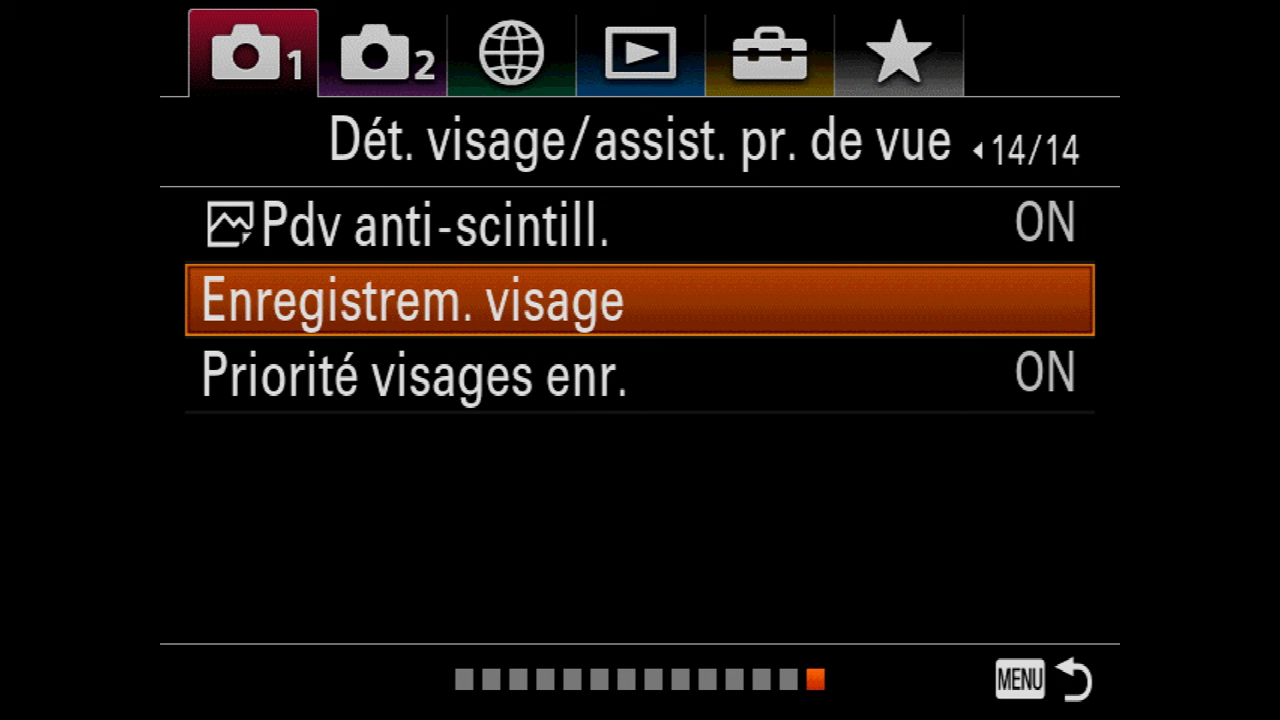 1 2
Dét. visage/assist. pr. de vue 14/14
Pdv anti-scintill. ON
Enregistrem. visage
Priorité visages enr. ON
MENU